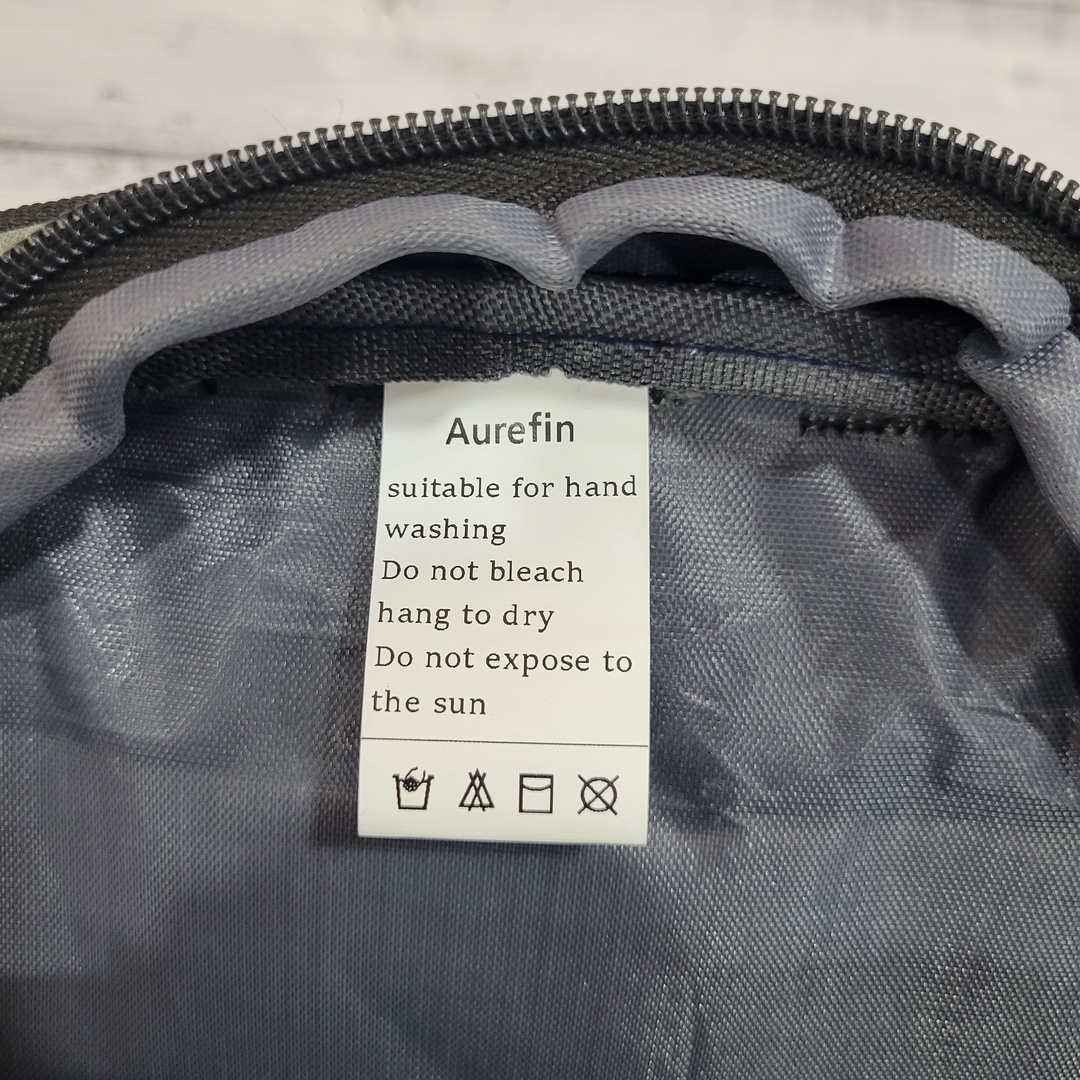 Aurefin
suitable for hand
washing
Do not bleach
hang to dry
Do not expose to
the sun